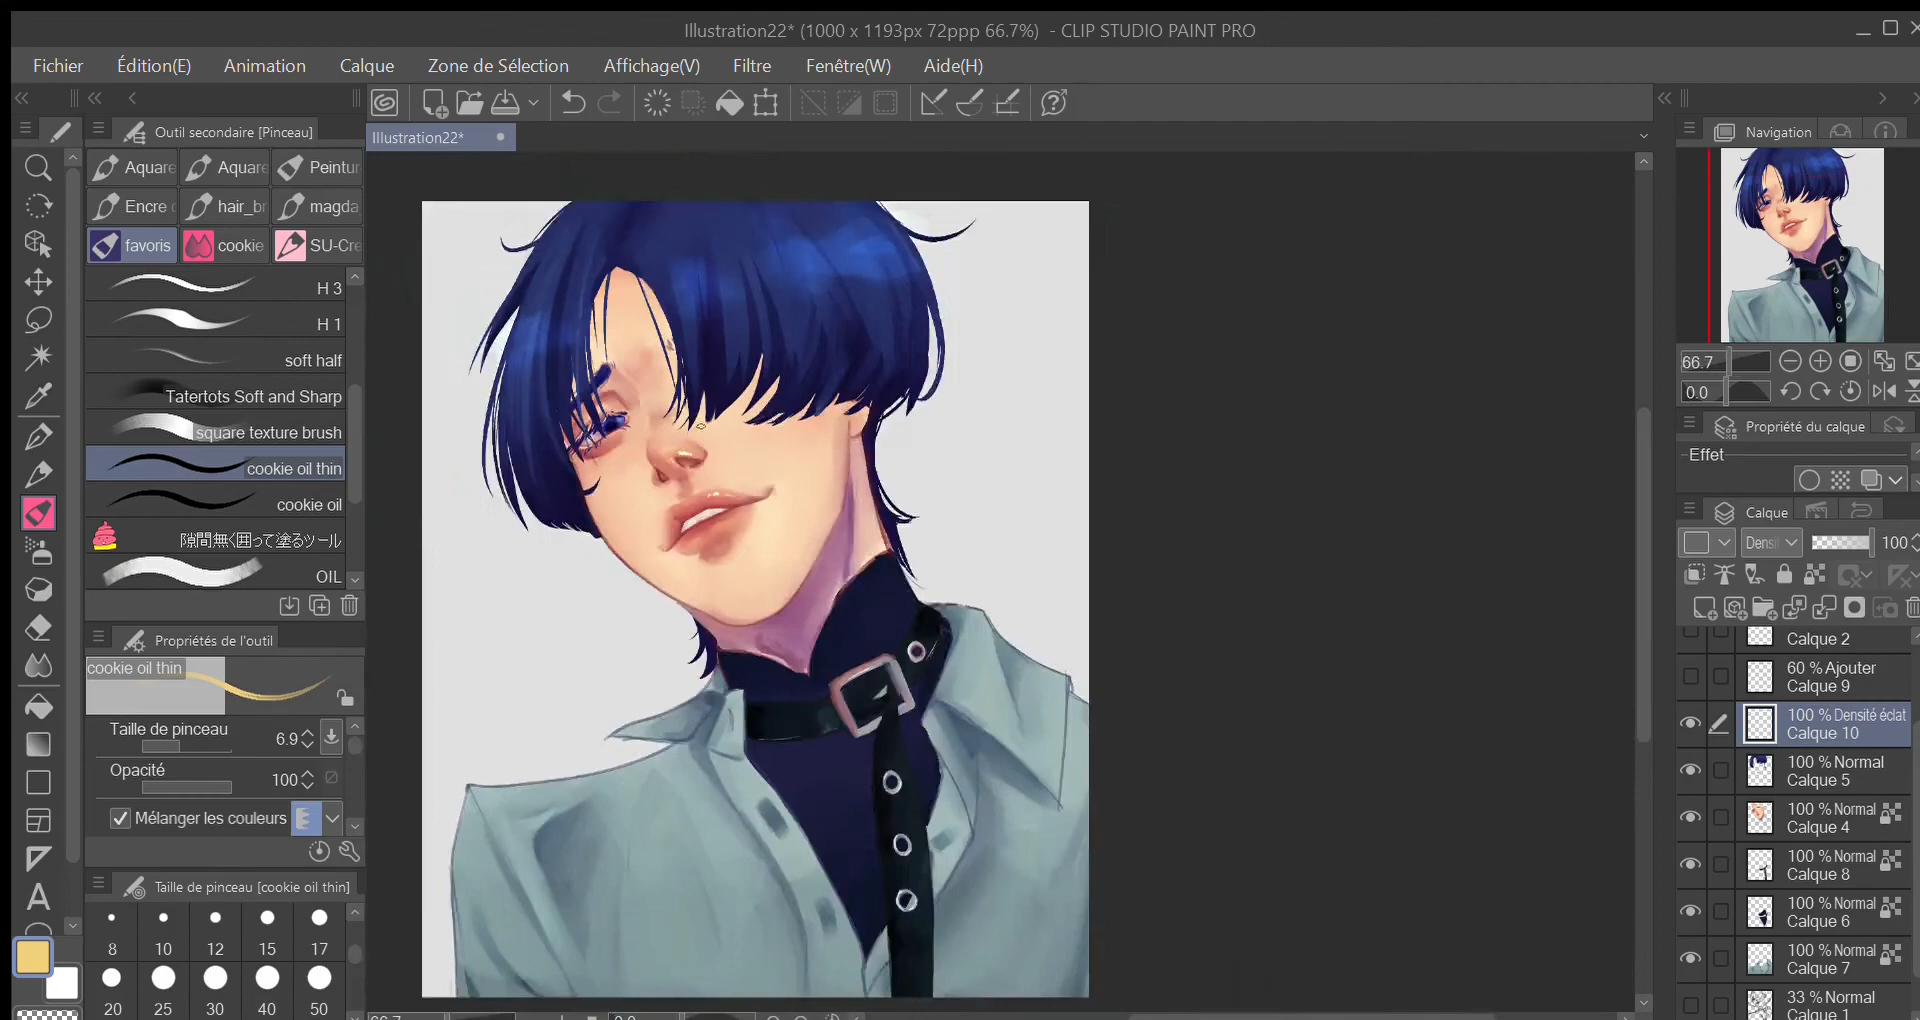 Illustration22* (1000 x 1193px 72ppp 66.7%)  - CLIP STUDIO PAINT PRO
Fichier Édition(E) Animation Calque Zone de Sélection Affichage(V) Filtre Fenêtre(W) Aide(H)
Outil secondaire [Pinceau]
Illustration22*
Navigation
Aquare Aquare Peintur
Encre hair_br magda
favoris cookie SU-Cre
H 3
H 1
soft half
Tatertots Soft and Sharp
square texture brush
cookie oil thin
cookie oil
隙間無く囲って塗るツール
OIL
Propriétés de l'outil
cookie oil thin
Taille de pinceau 6.9
Opacité 100
Mélanger les couleurs
Taille de pinceau [cookie oil thin]
8 10 12 15 17
20 25 30 40 50
66.7
0.0
Propriété du calque
Effet
Calque
Densi 100
Calque 2
60 % Ajouter
Calque 9
100 % Densité éclat
Calque 10
100 % Normal
Calque 5
100 % Normal
Calque 4
100 % Normal
Calque 8
100 % Normal
Calque 6
100 % Normal
Calque 7
33 % Normal
Calque 1
66.7 0.0